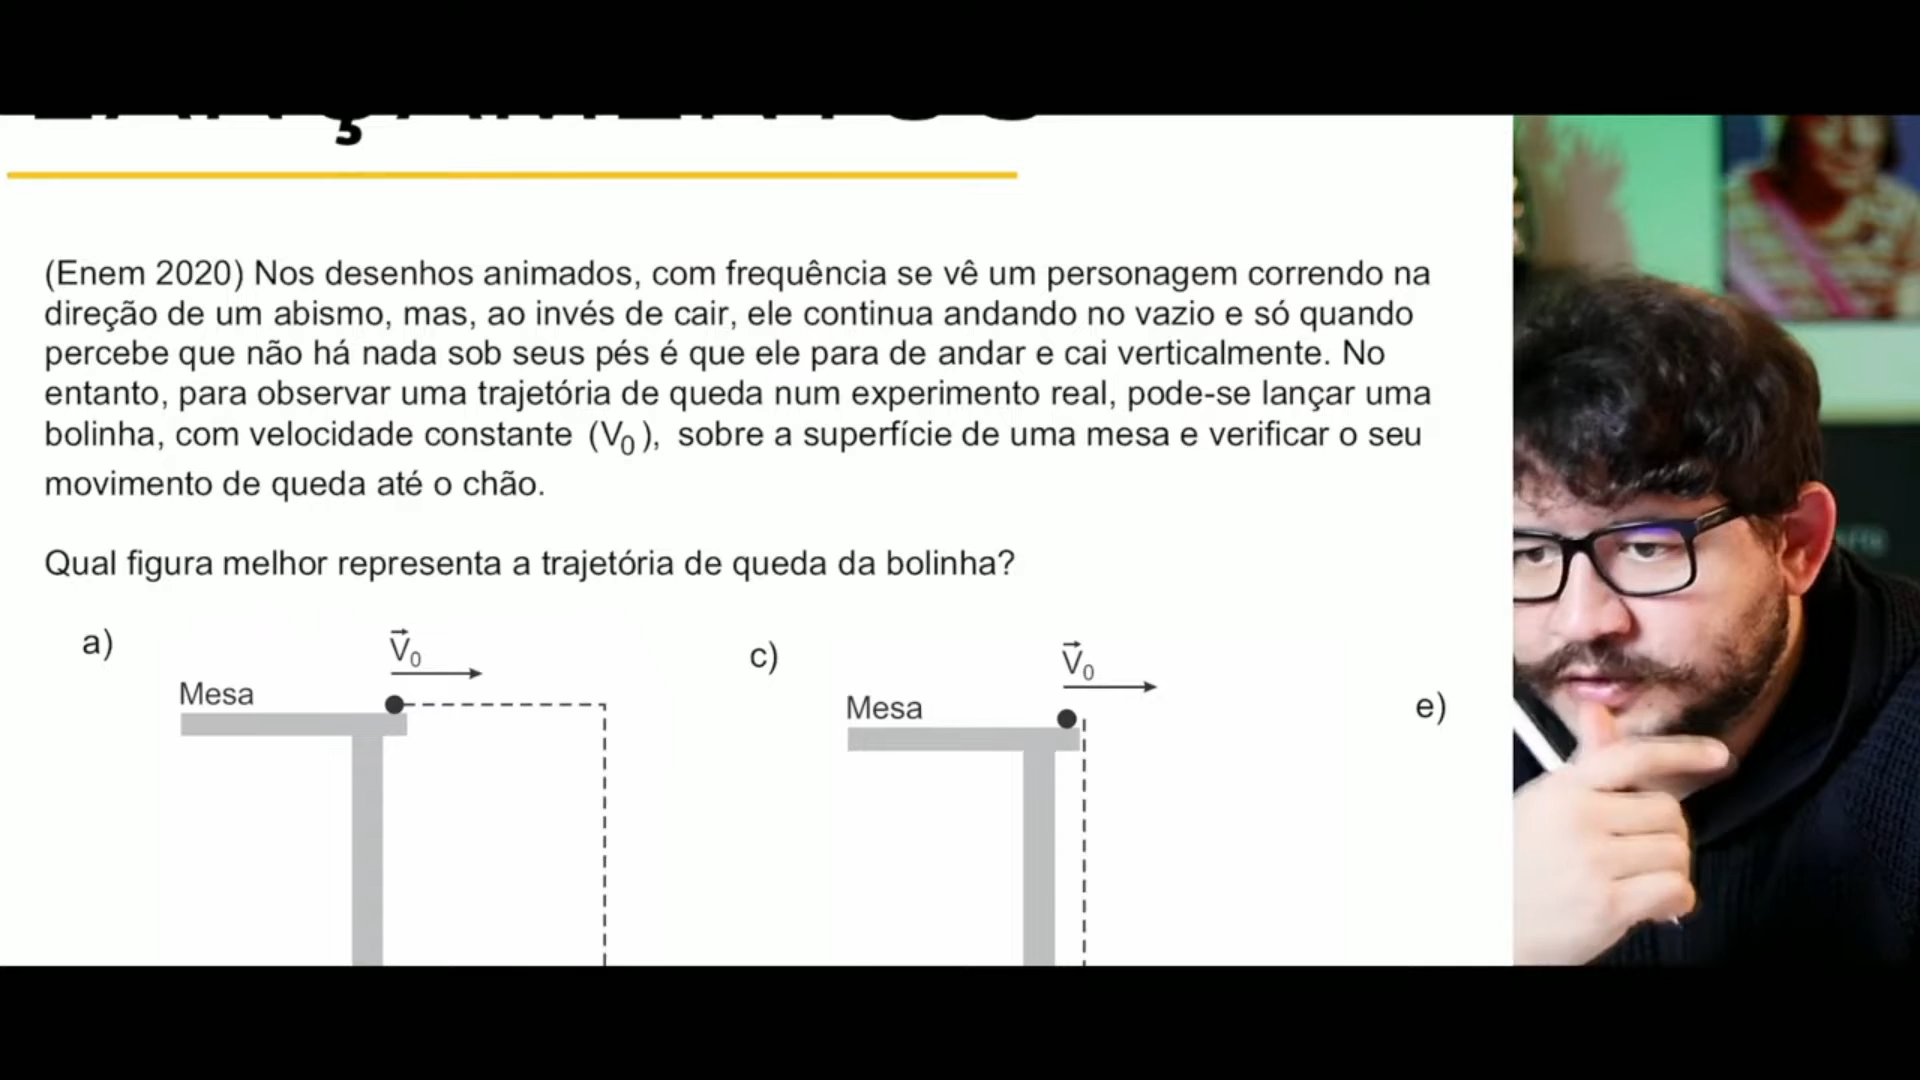 (Enem 2020) Nos desenhos animados, com frequência se vê um personagem correndo na
direção de um abismo, mas, ao invés de cair, ele continua andando no vazio e só quando
percebe que não há nada sob seus pés é que ele para de andar e cai verticalmente. No
entanto, para observar uma trajetória de queda num experimento real, pode-se lançar uma
bolinha, com velocidade constante (V₀), sobre a superfície de uma mesa e verificar o seu
movimento de queda até o chão.
Qual figura melhor representa a trajetória de queda da bolinha?
a)
V⃗₀
Mesa
c)
V⃗₀
Mesa
e)